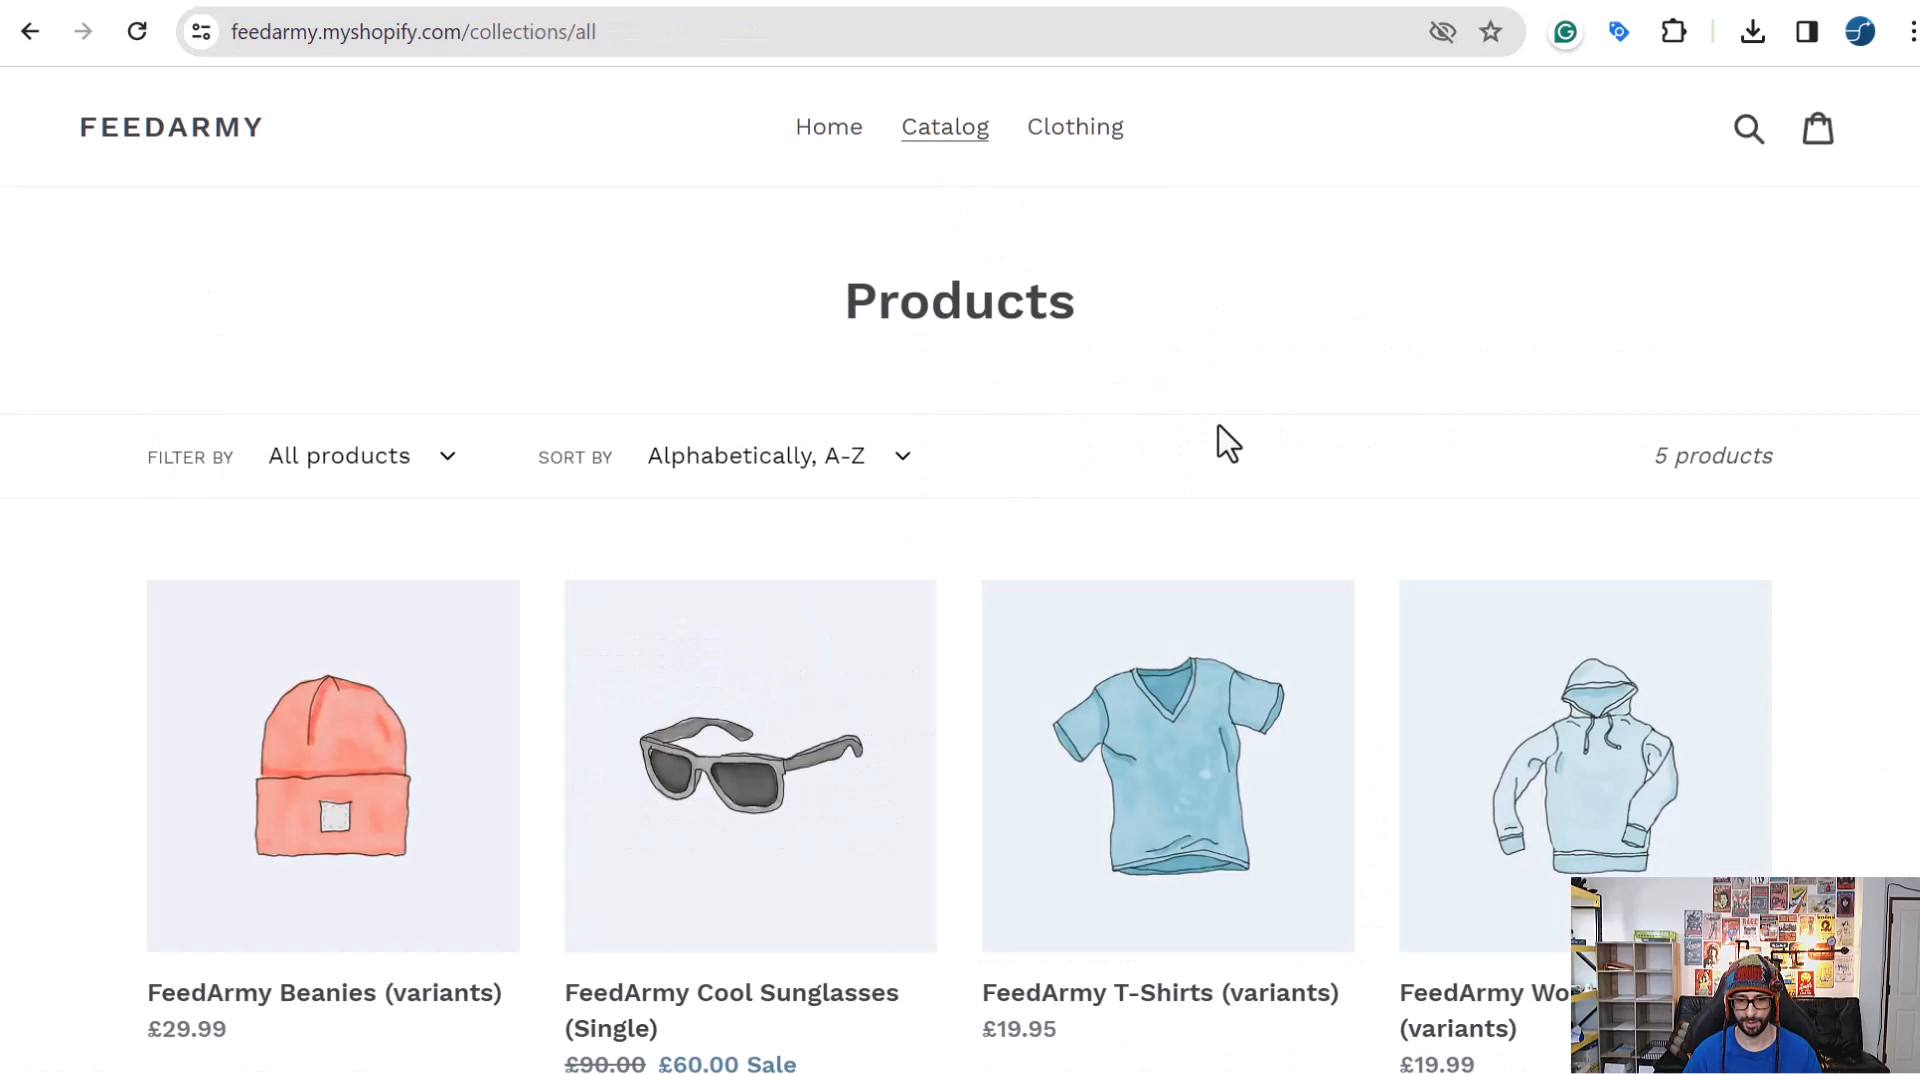 feedarmy.myshopify.com/collections/all
FEEDARMY
Home
Catalog
Clothing
Products
FILTER BY
All products
SORT BY
Alphabetically, A-Z
5 products
FeedArmy Beanies (variants)
£29.99
FeedArmy Cool Sunglasses
(Single)
£90.00 £60.00 Sale
FeedArmy T-Shirts (variants)
£19.95
FeedArmy Wo
(variants)
£19.99